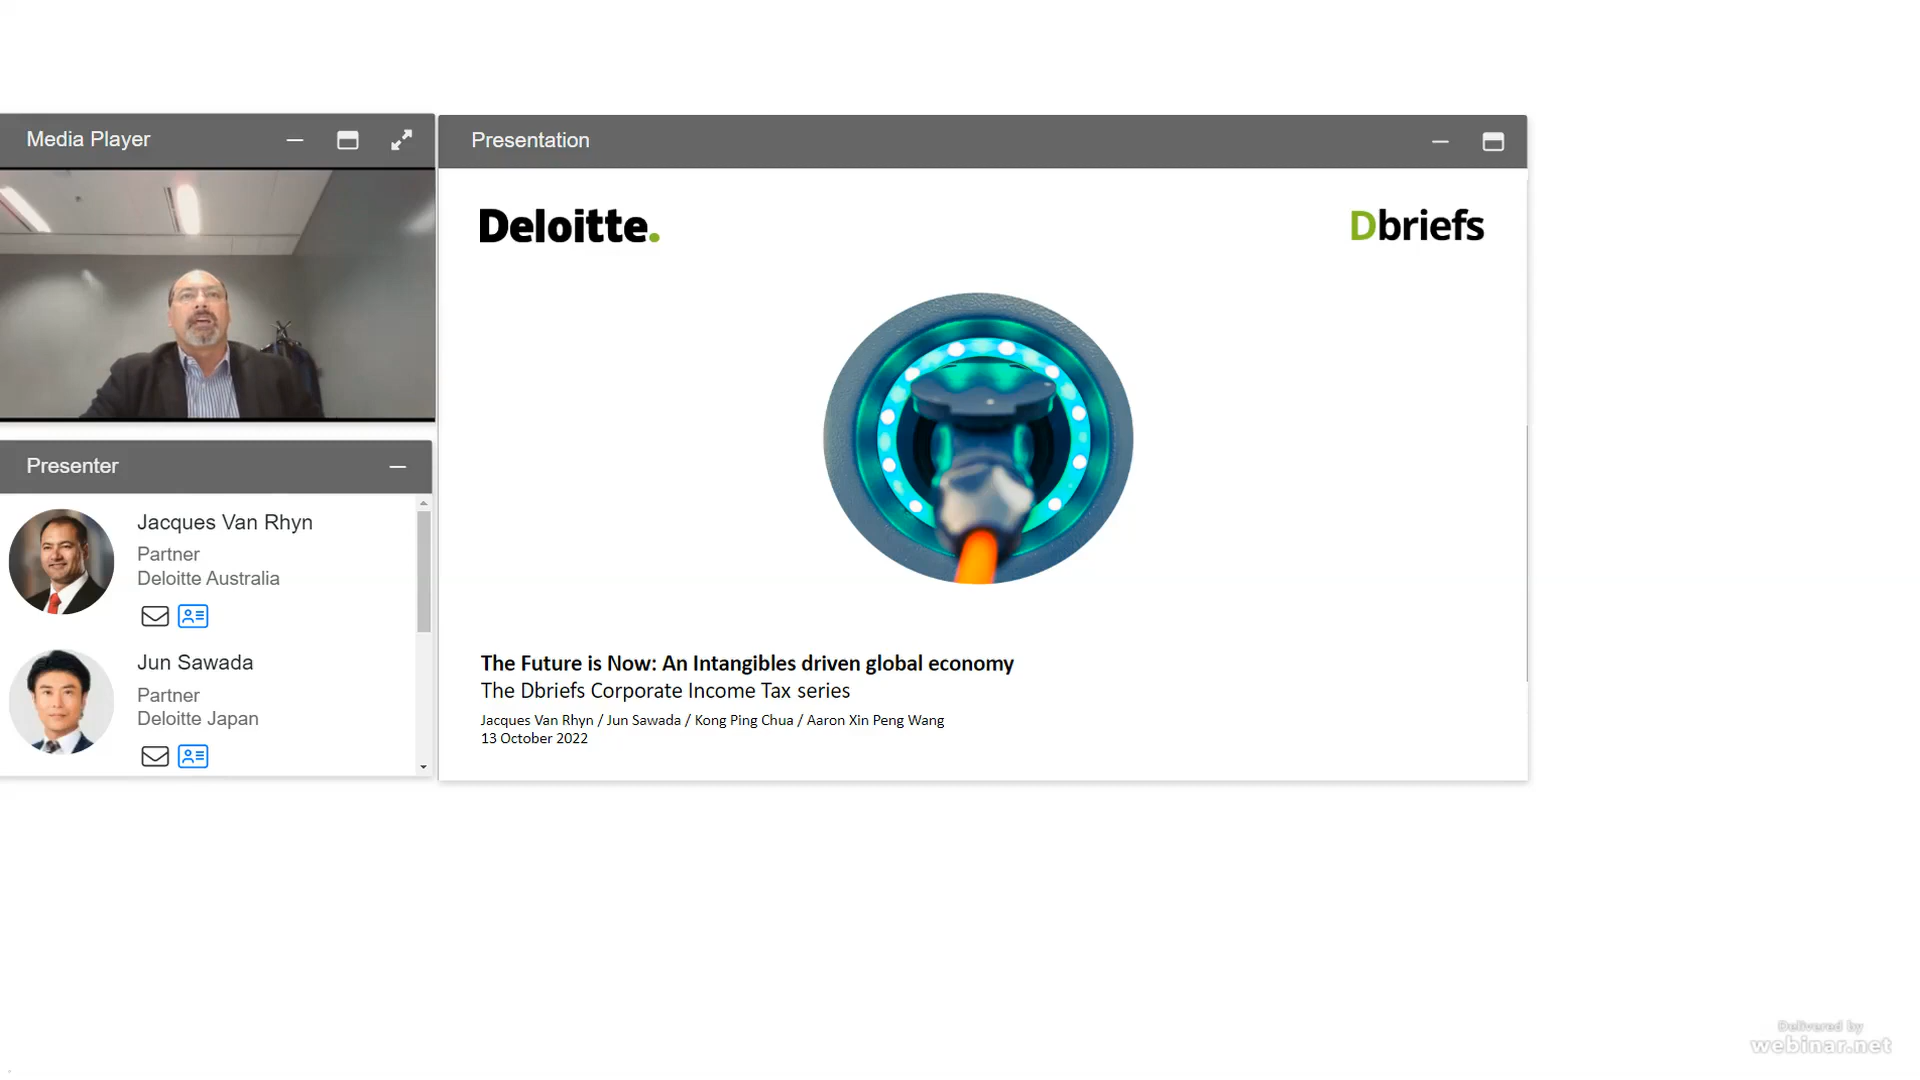 Media Player
Presentation
Deloitte.
Dbriefs
Presenter
Jacques Van Rhyn
Partner
Deloitte Australia
Jun Sawada
Partner
Deloitte Japan
The Future is Now: An Intangibles driven global economy
The Dbriefs Corporate Income Tax series
Jacques Van Rhyn / Jun Sawada / Kong Ping Chua / Aaron Xin Peng Wang
13 October 2022
Delivered by
webinar.net